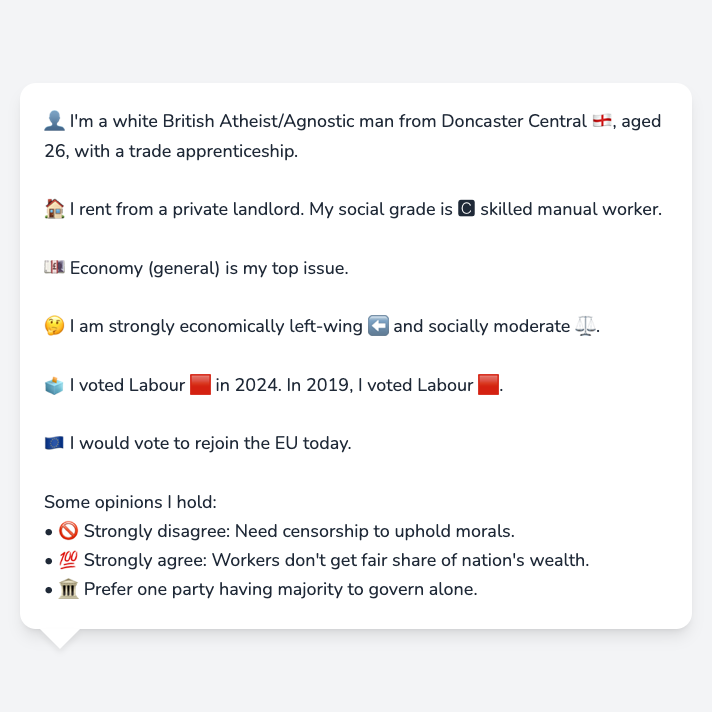 👤 I'm a white British Atheist/Agnostic man from Doncaster Central 🏴󠁧󠁢󠁥󠁮󠁧󠁿, aged
26, with a trade apprenticeship.
🏠 I rent from a private landlord. My social grade is 🅲 skilled manual worker.
💷 Economy (general) is my top issue.
🤔 I am strongly economically left-wing ⬅️ and socially moderate ⚖️.
🗳️ I voted Labour 🟥 in 2024. In 2019, I voted Labour 🟥.
🇪🇺 I would vote to rejoin the EU today.
Some opinions I hold:
• 🚫 Strongly disagree: Need censorship to uphold morals.
• 💯 Strongly agree: Workers don't get fair share of nation's wealth.
• 🏛️ Prefer one party having majority to govern alone.